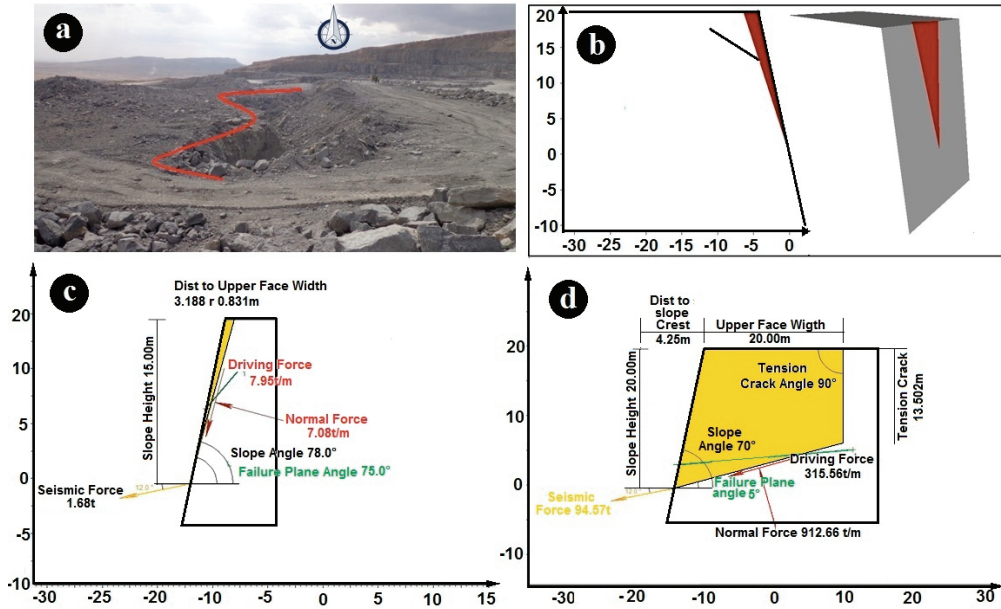 a
b
20
15
10
5
0
-5
-10
-30 -25 -20 -15 -10 -5 0
c
Dist to Upper Face Width
3.188 r 0.831m
20
10
5
0
-5
-10
Slope Height 15.00m
Driving Force
7.95t/m
Normal Force
7.08t/m
Slope Angle 78.0°
Failure Plane Angle 75.0°
Seismic Force
1.68t
12.0°
-30 -25 -20 -15 -10 -5 0 5 10 15
d
Dist to
slope
Crest
4.25m
Upper Face Wigth
20.00m
20
10
0
-10
Slope Height 20.00m
Tension
Crack Angle 90°
Tension Crack
13.502m
Slope
Angle 70°
Driving Force
315.56t/m
Failure Plane
angle 5°
Seismic
Force 94.57t
12.0°
Normal Force 912.66 t/m
-30 -20 -10 0 10 20 30